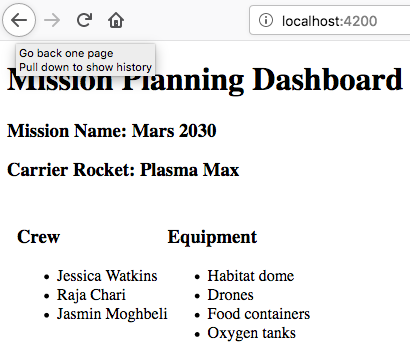 localhost:4200
Go back one page
Pull down to show history
Mission Planning Dashboard
Mission Name: Mars 2030
Carrier Rocket: Plasma Max
Crew
Jessica Watkins
Raja Chari
Jasmin Moghbeli
Equipment
Habitat dome
Drones
Food containers
Oxygen tanks